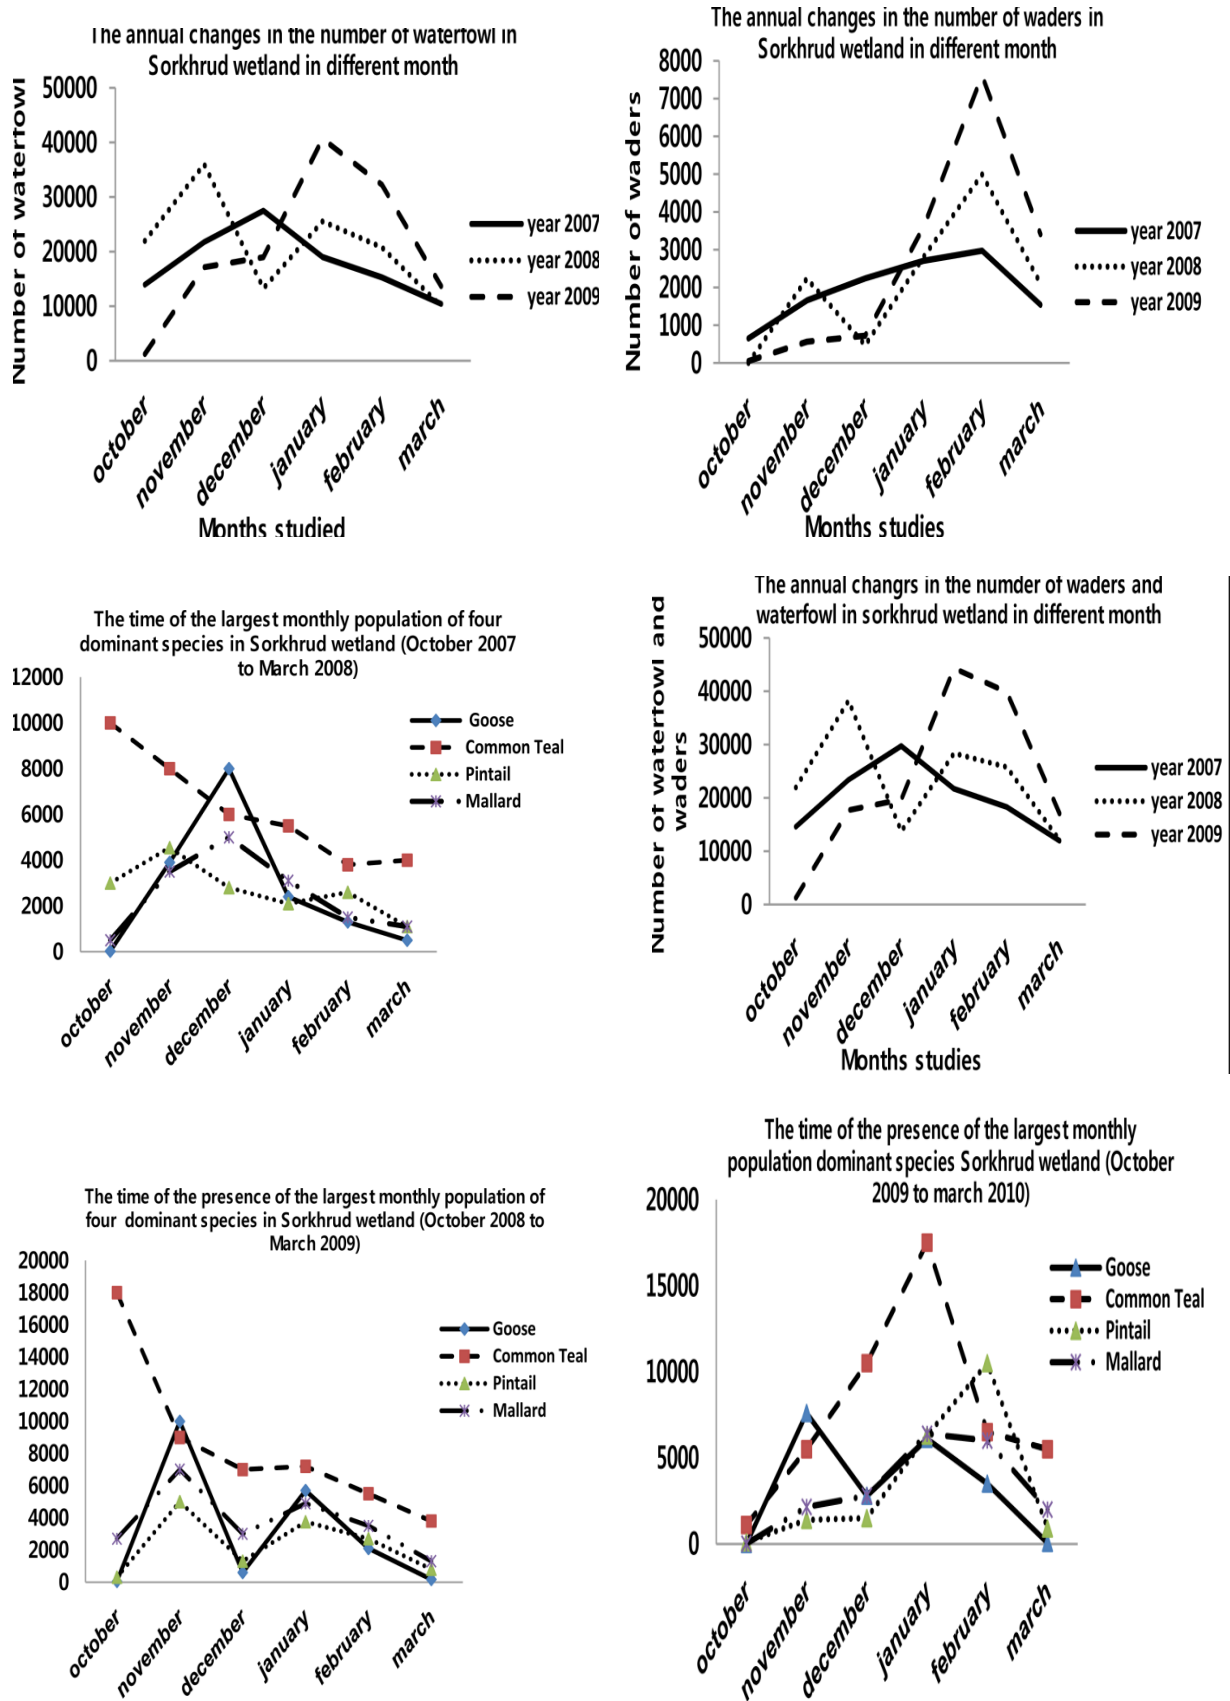 The annual changes in the number of waterfowl in
Sorkhrud wetland in different month
Number of waterfowl
50000
40000
30000
20000
10000
0
october
november
december
january
february
march
Months studied
year 2007
year 2008
year 2009
The annual changes in the number of waders in
Sorkhrud wetland in different month
Number of waders
8000
7000
6000
5000
4000
3000
2000
1000
0
october
november
december
january
february
march
Months studies
year 2007
year 2008
year 2009
The time of the largest monthly population of four
dominant species in Sorkhrud wetland (October 2007
to March 2008)
12000
10000
8000
6000
4000
2000
0
october
november
december
january
february
march
Goose
Common Teal
Pintail
Mallard
The annual changrs in the numder of waders and
waterfowl in sorkhrud wetland in different month
Number of watertowl and
waders
50000
40000
30000
20000
10000
0
october
november
december
january
february
march
Months studies
year 2007
year 2008
year 2009
The time of the presence of the largest monthly population of
four dominant species in Sorkhrud wetland (October 2008 to
March 2009)
20000
18000
16000
14000
12000
10000
8000
6000
4000
2000
0
october
november
december
january
february
march
Goose
Common Teal
Pintail
Mallard
The time of the presence of the largest monthly
population dominant species Sorkhrud wetland (October
2009 to march 2010)
20000
15000
10000
5000
0
october
november
december
january
february
march
Goose
Common Teal
Pintail
Mallard